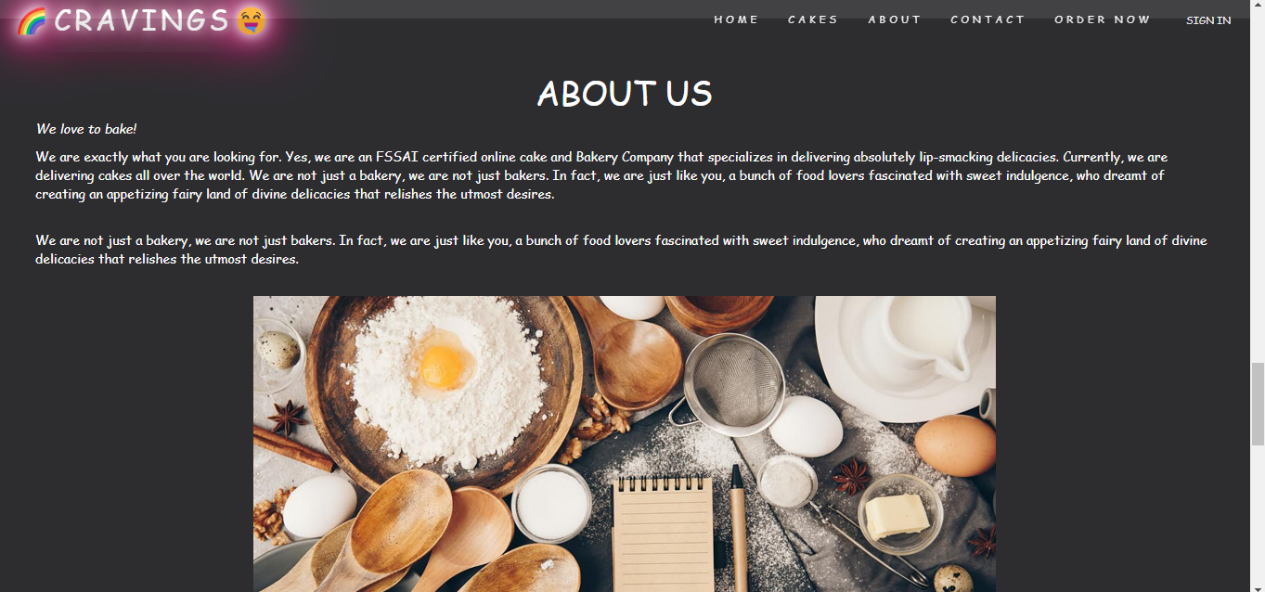 🌈CRAVINGS🤤
HOME CAKES ABOUT CONTACT ORDER NOW SIGN IN
ABOUT US
We love to bake!
We are exactly what you are looking for. Yes, we are an FSSAI certified online cake and Bakery Company that specializes in delivering absolutely lip-smacking delicacies. Currently, we are
delivering cakes all over the world. We are not just a bakery, we are not just bakers. In fact, we are just like you, a bunch of food lovers fascinated with sweet indulgence, who dreamt of
creating an appetizing fairy land of divine delicacies that relishes the utmost desires.
We are not just a bakery, we are not just bakers. In fact, we are just like you, a bunch of food lovers fascinated with sweet indulgence, who dreamt of creating an appetizing fairy land of divine
delicacies that relishes the utmost desires.